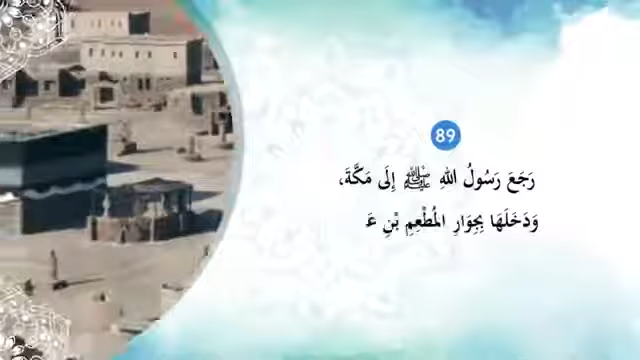 89
رَجَعَ رَسُولُ اللهِ ﷺ إِلَى مَكَّةَ،
وَدَخَلَهَا بِجِوَارِ المُطْعِمِ بْنِ عَ